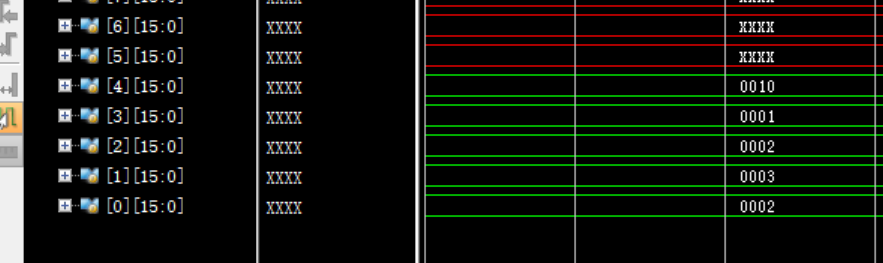 [6][15:0] XXXX XXXX
[5][15:0] XXXX XXXX
[4][15:0] XXXX 0010
[3][15:0] XXXX 0001
[2][15:0] XXXX 0002
[1][15:0] XXXX 0003
[0][15:0] XXXX 0002